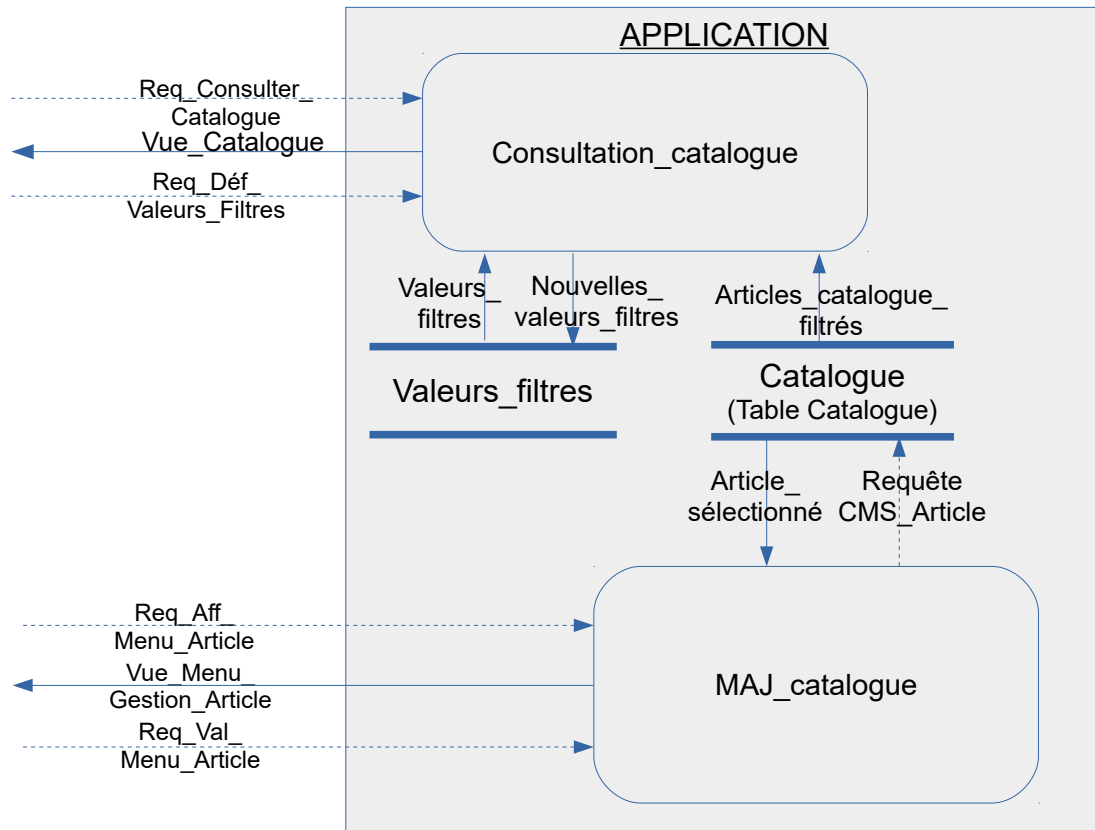 APPLICATION
Req_Consulter_
Catalogue
Vue_Catalogue
Req_Déf_
Valeurs_Filtres
Consultation_catalogue
Valeurs_
filtres
Nouvelles_
valeurs_filtres
Articles_catalogue_
filtrés
Valeurs_filtres
Catalogue
(Table Catalogue)
Article_
sélectionné
Requête
CMS_Article
Req_Aff_
Menu_Article
Vue_Menu_
Gestion_Article
Req_Val_
Menu_Article
MAJ_catalogue